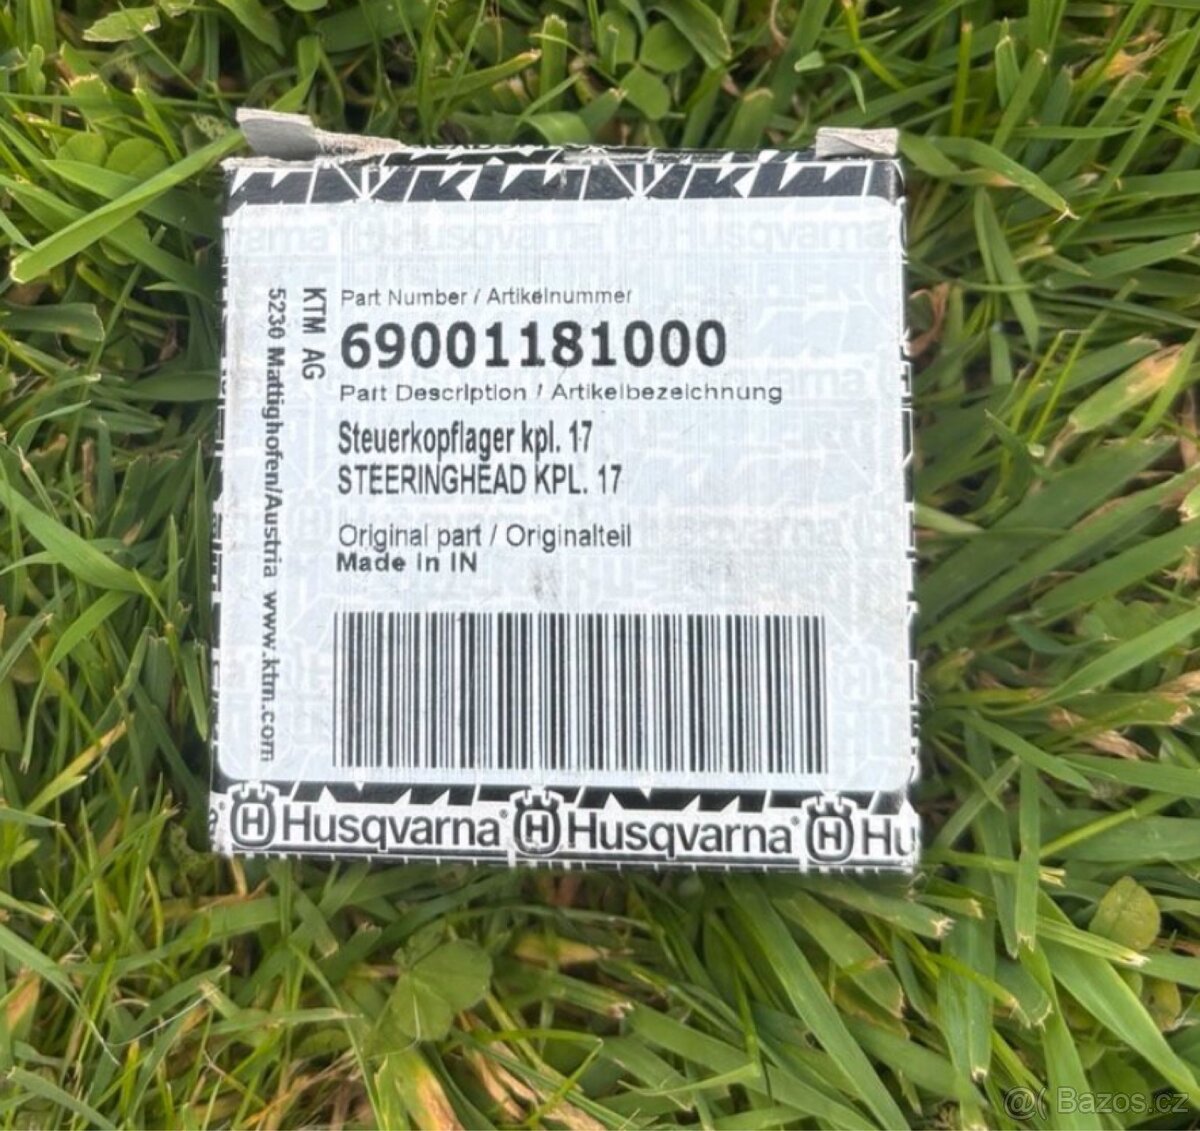 KTM AG
5230 Mattighofen/Austria www.ktm.com
Part Number / Artikelnummer
69001181000
Part Description / Artikelbezeichnung
Steuerkopflager kpl. 17
STEERINGHEAD KPL. 17
Original part / Originalteil
Made in IN
Husqvarna Husqvarna Hu
Bazos.cz